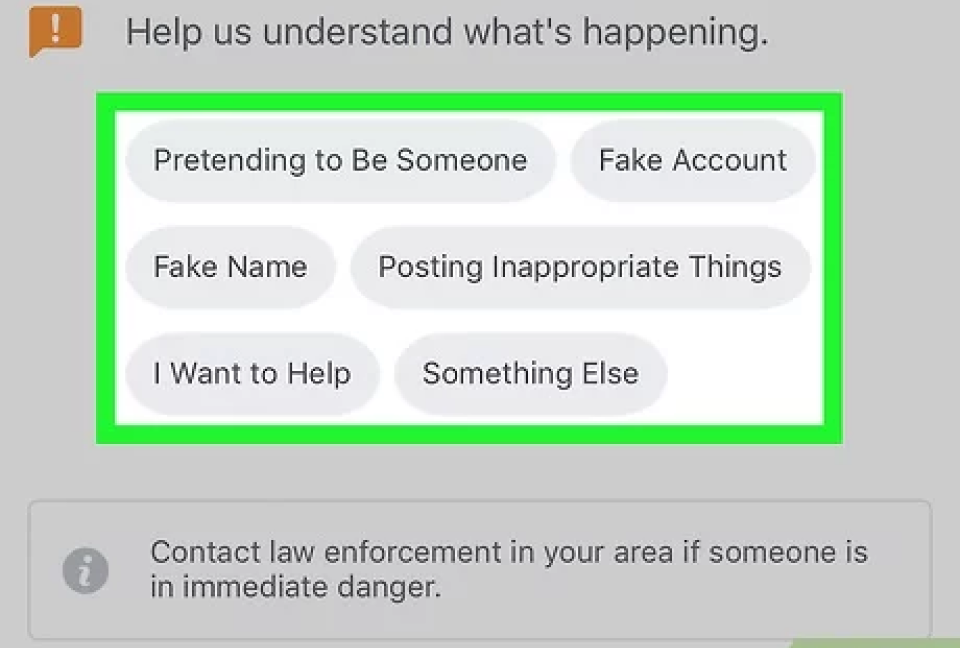 Help us understand what's happening.
Pretending to Be Someone Fake Account
Fake Name Posting Inappropriate Things
I Want to Help Something Else
Contact law enforcement in your area if someone is
in immediate danger.